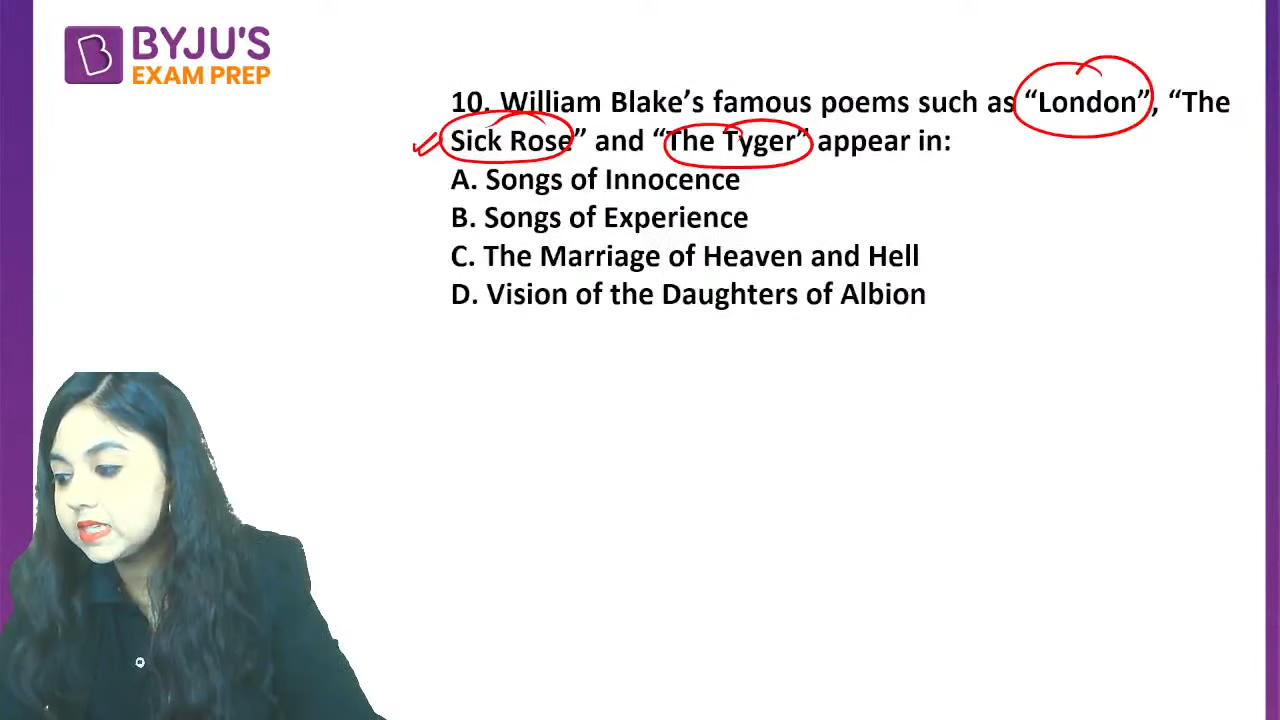 BYJU'S
EXAM PREP
10. William Blake’s famous poems such as “London”, “The
Sick Rose” and “The Tyger” appear in:
A. Songs of Innocence
B. Songs of Experience
C. The Marriage of Heaven and Hell
D. Vision of the Daughters of Albion